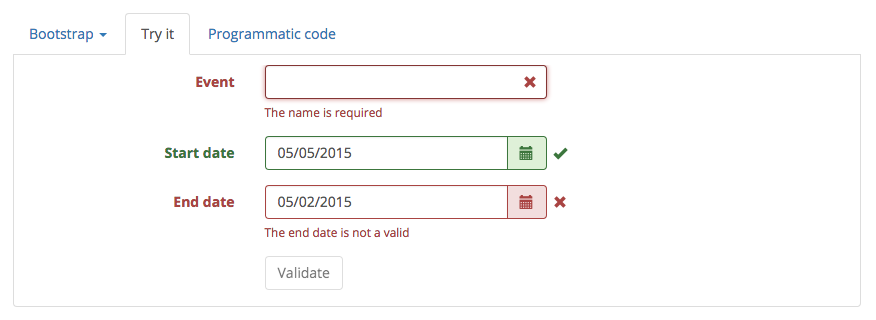 Bootstrap Try it Programmatic code
Event
The name is required
Start date 05/05/2015
End date 05/02/2015
The end date is not a valid
Validate